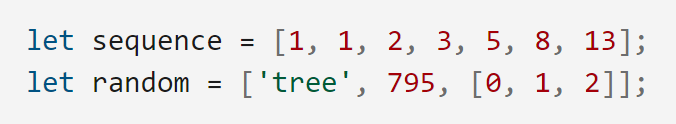 let sequence = [1, 1, 2, 3, 5, 8, 13];
let random = ['tree', 795, [0, 1, 2]];